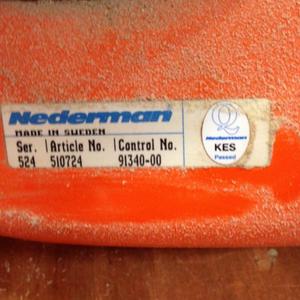 Nederman
MADE IN SWEDEN
Ser. Article No. Control No.
524 510724 91340-00
Q
Nederman
KES
Passed